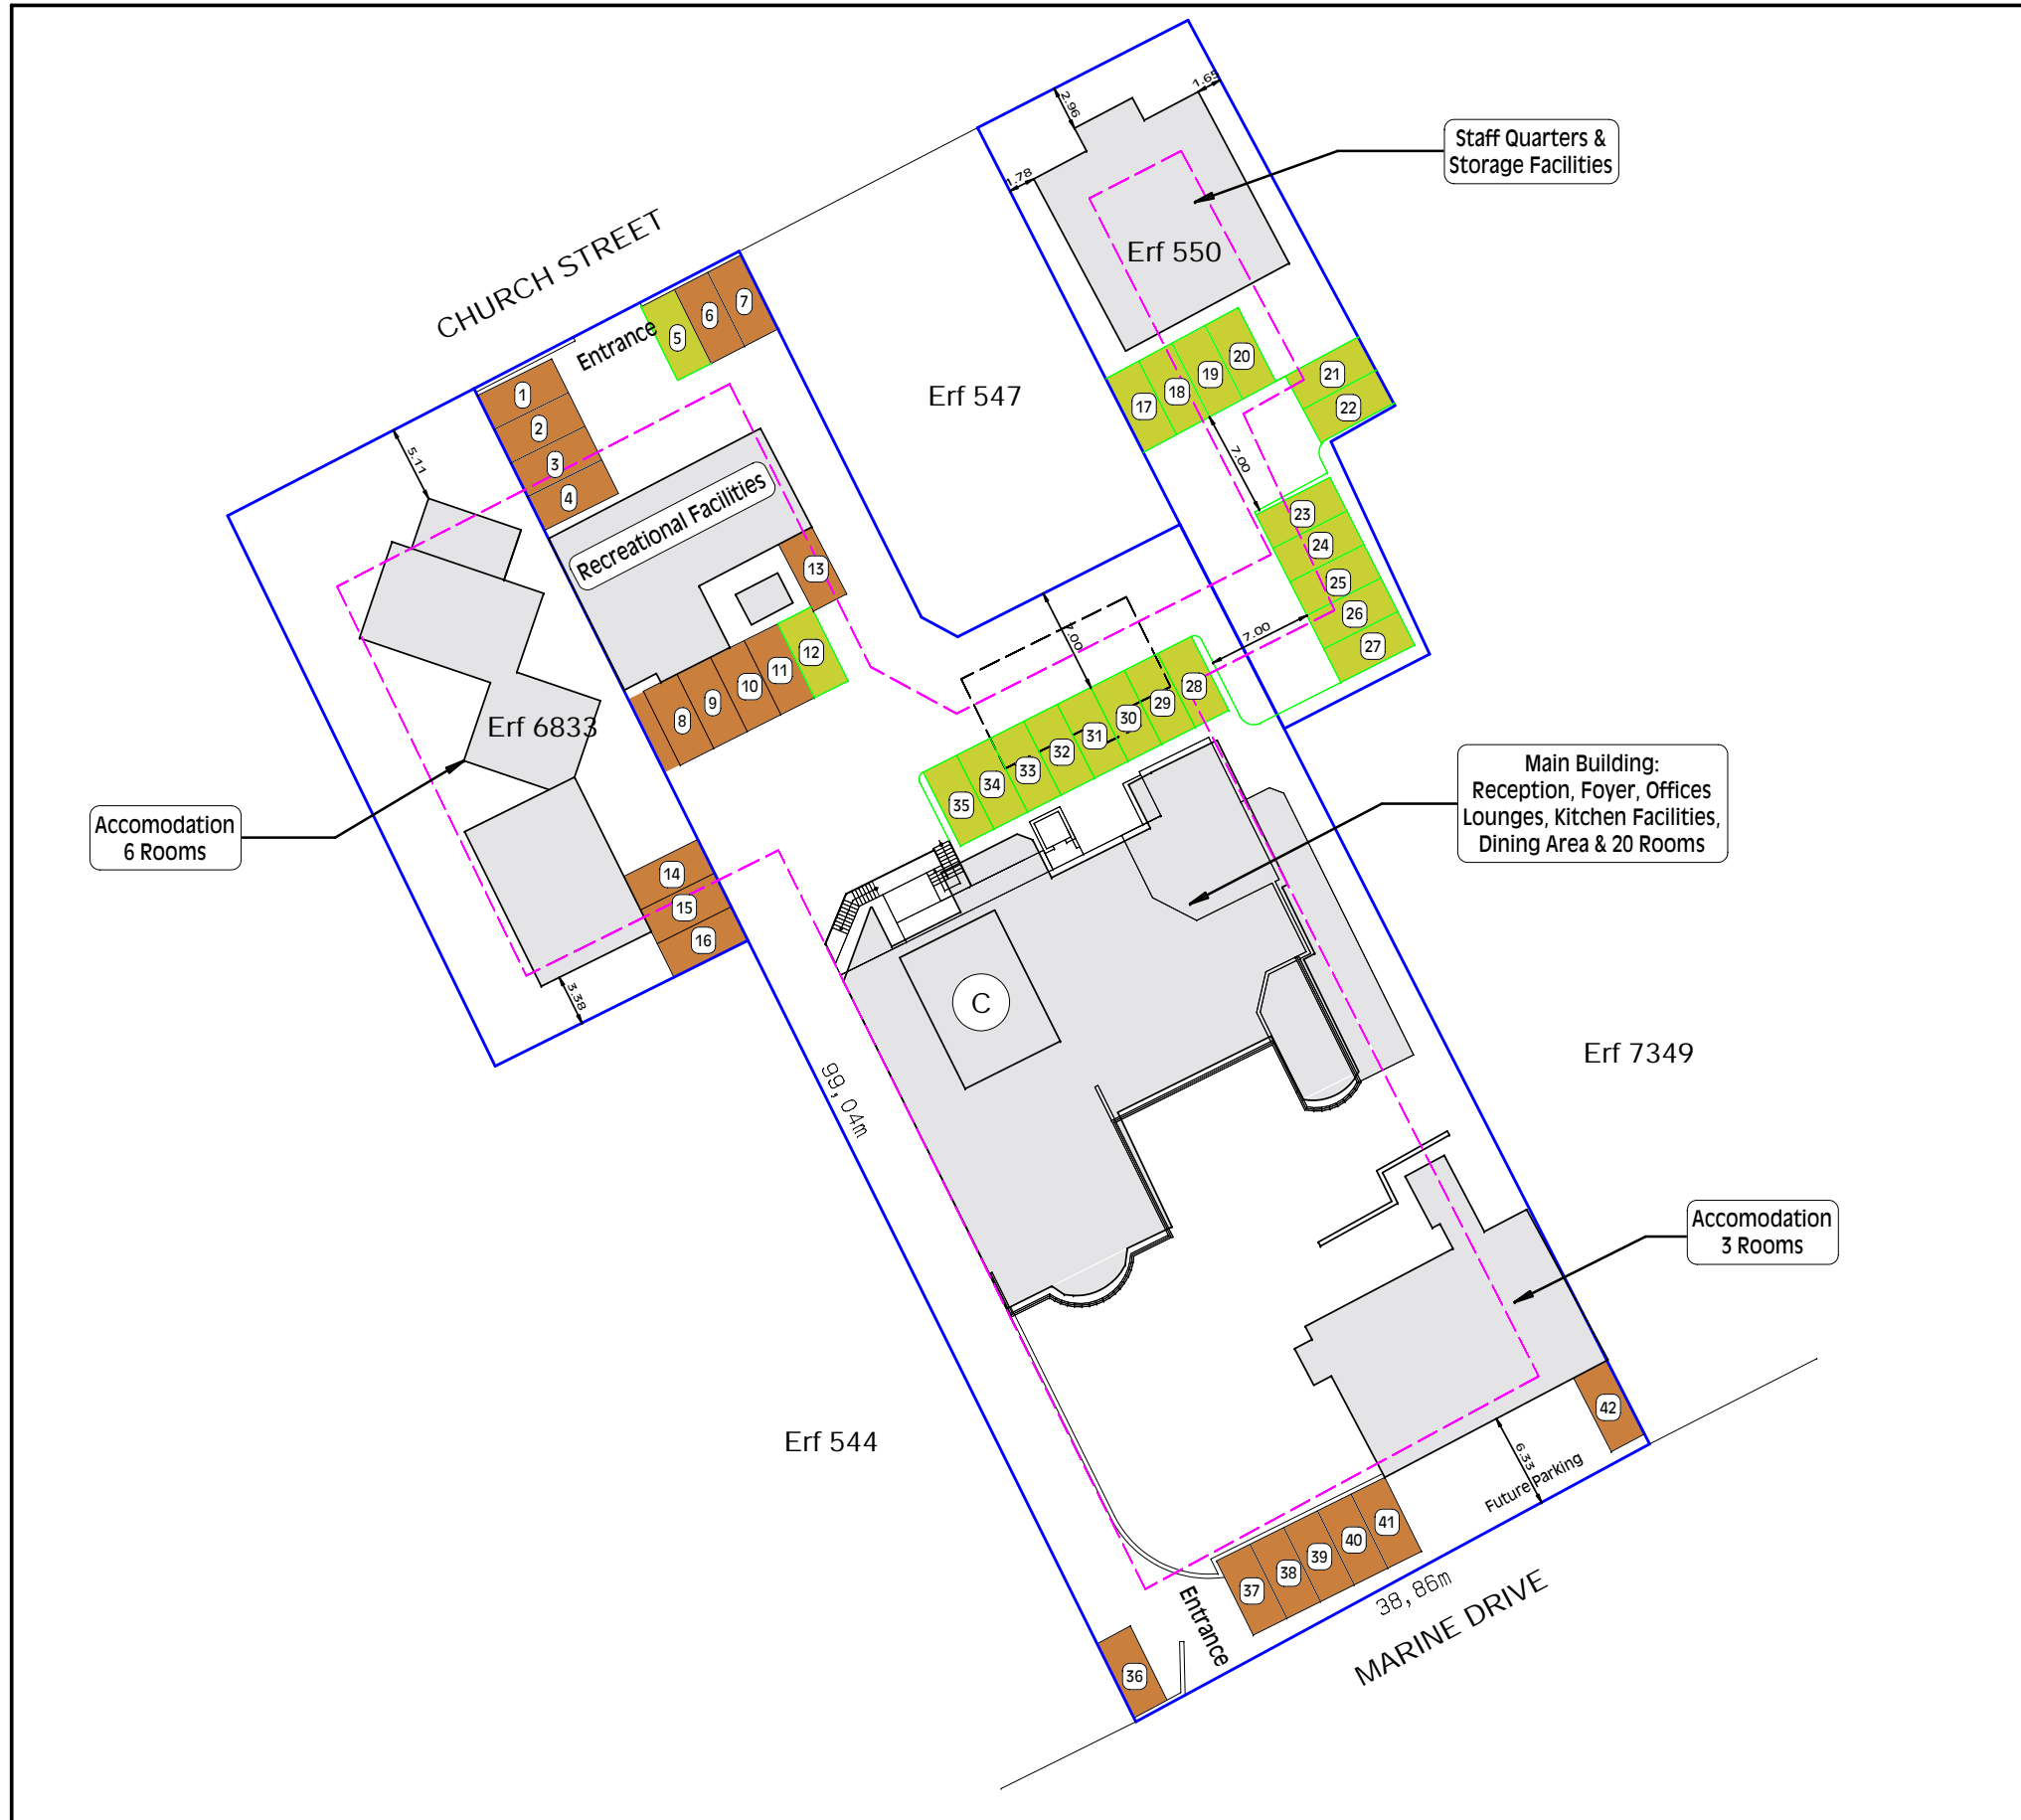 1.65
2.96
Staff Quarters &
Storage Facilities
1.78
CHURCH STREET
Erf 550
Entrance
5
6
7
1
2
3
4
5.11
Erf 547
17
18
19
20
21
22
7.00
Recreational Facilities
13
23
24
25
26
27
7.00
7.00
12
11
10
9
8
28
29
30
31
32
33
34
35
Erf 6833
Accomodation
6 Rooms
Main Building:
Reception, Foyer, Offices
Lounges, Kitchen Facilities,
Dining Area & 20 Rooms
14
15
16
3.38
C
99,04m
Erf 7349
Accomodation
3 Rooms
Erf 544
42
6.33
Future Parking
41
40
39
38
37
Entrance
36
38,86m
MARINE DRIVE